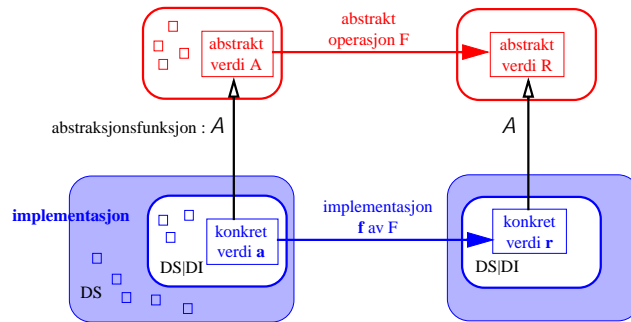 abstrakt
operasjon F
abstrakt
verdi A
abstrakt
verdi R
abstraksjonsfunksjon : A
A
implementasjon
konkret
verdi a
implementasjon
f av F
konkret
verdi r
DS|DI
DS|DI
DS